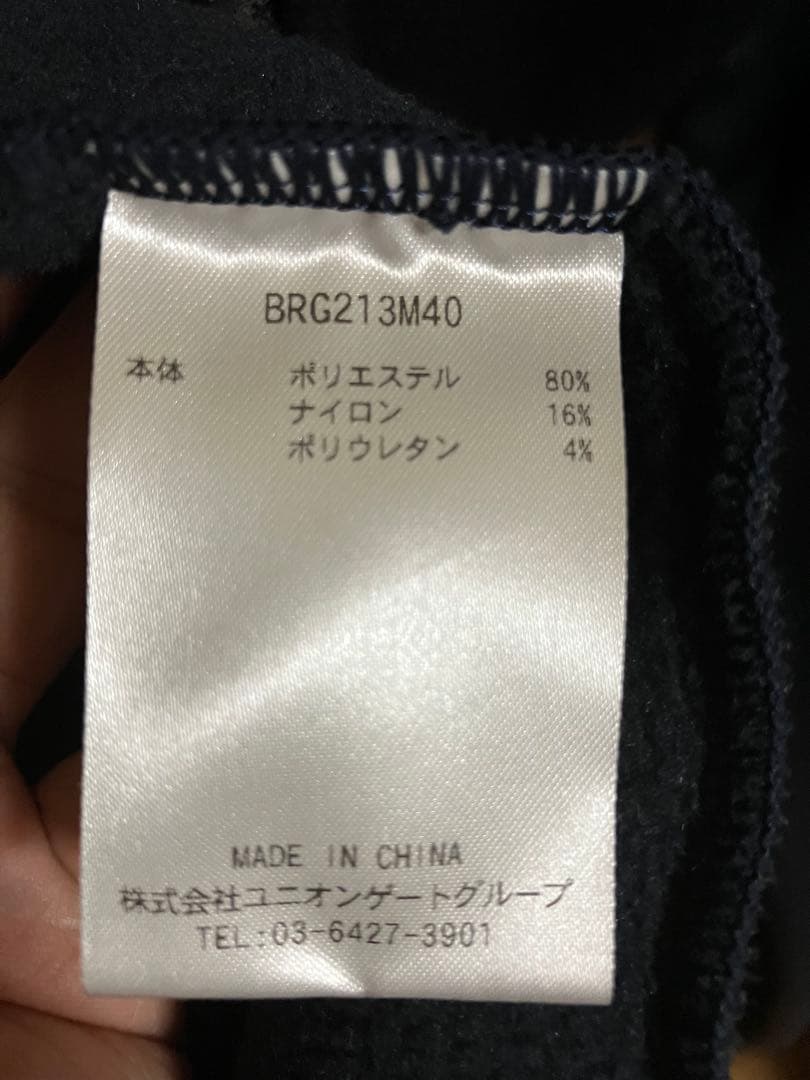 BRG213M40
本体 ポリエステル 80%
ナイロン 16%
ポリウレタン 4%
MADE IN CHINA
株式会社ユニオンゲートグループ
TEL:03-6427-3901